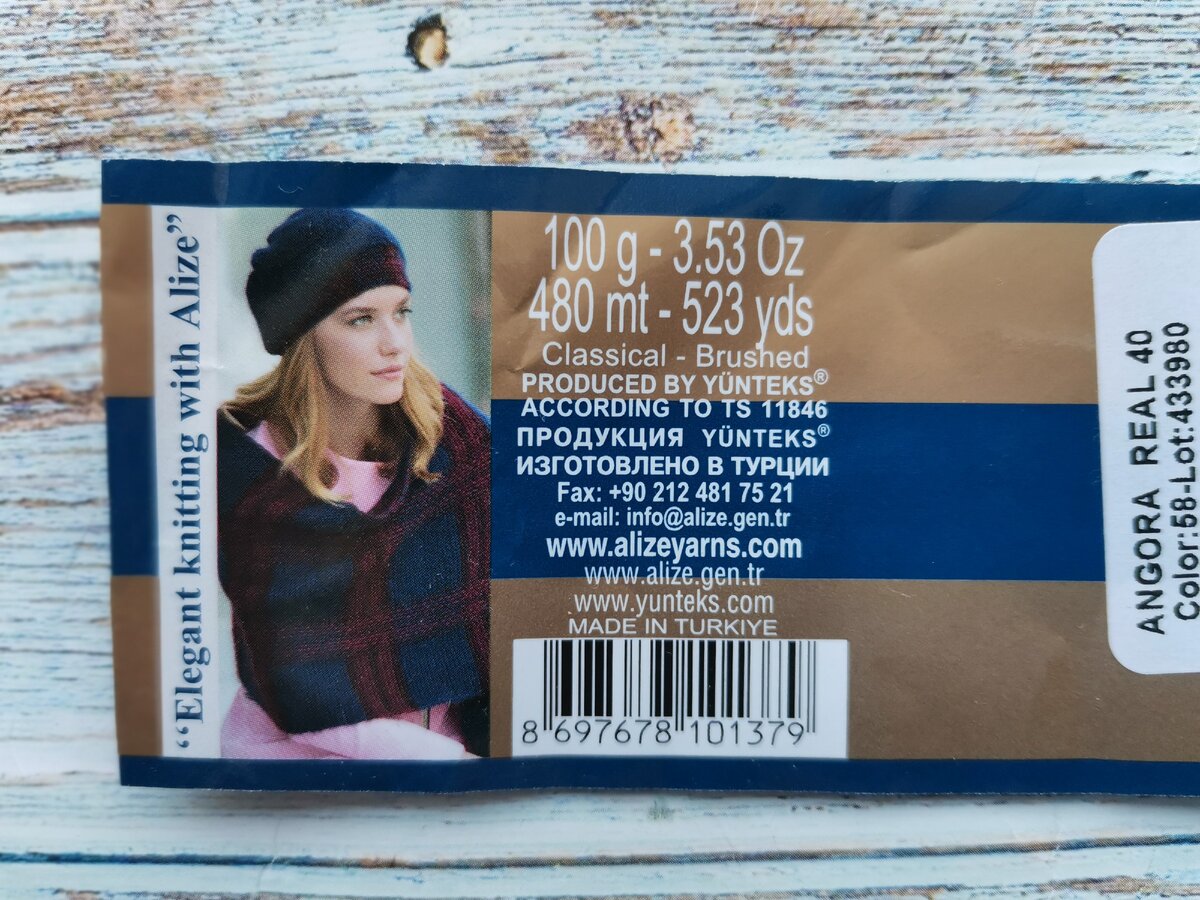 “Elegant knitting with Alize”
100 g - 3.53 Oz
480 mt - 523 yds
Classical - Brushed
PRODUCED BY YÜNTEKS®
ACCORDING TO TS 11846
ПРОДУКЦИЯ YÜNTEKS®
ИЗГОТОВЛЕНО В ТУРЦИИ
Fax: +90 212 481 75 21
e-mail: info@alize.gen.tr
www.alizeyarns.com
www.alize.gen.tr
www.yunteks.com
MADE IN TURKIYE
8 697678 101379
ANGORA REAL 40
Color:58-Lot:433980